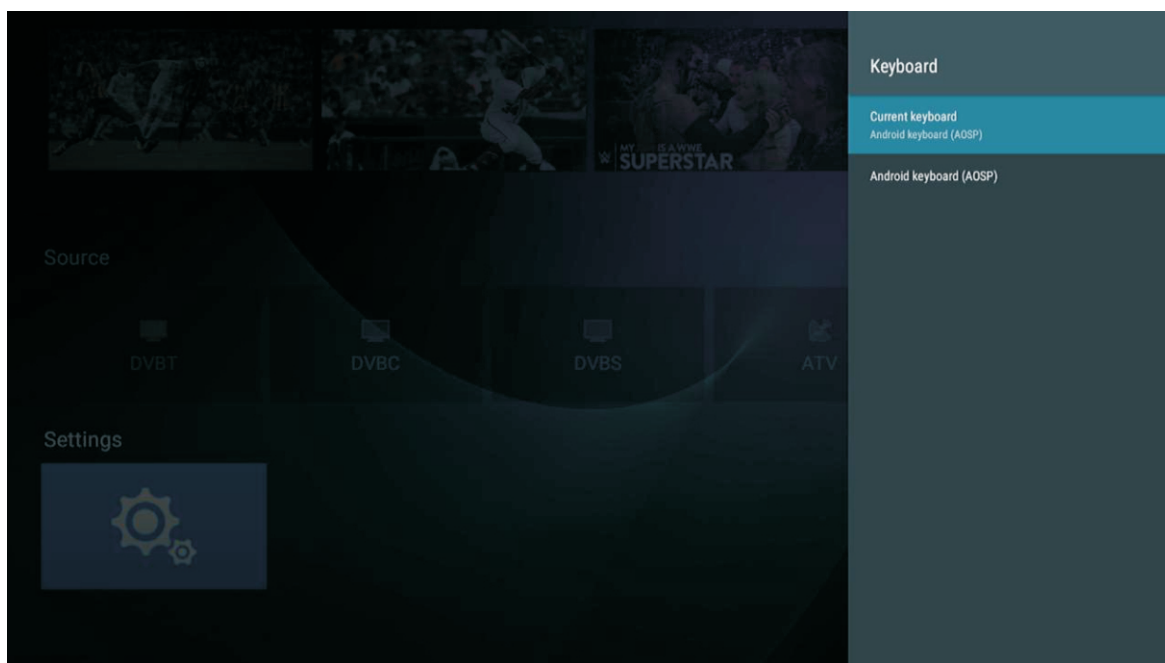 Keyboard
Current keyboard
Android keyboard (AOSP)
Android keyboard (AOSP)
MY
IS A WWE
SUPERSTAR
Source
DVBT
DVBC
DVBS
ATV
Settings